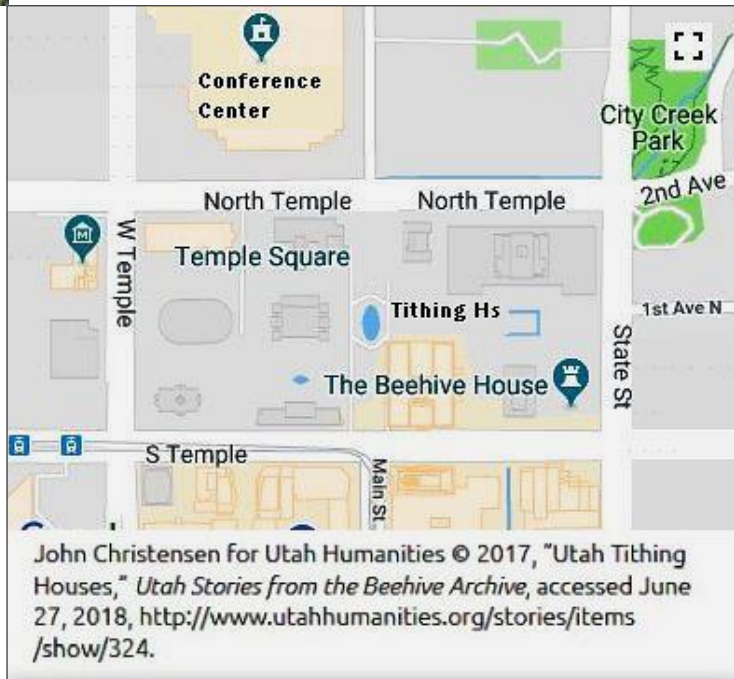 Conference
Center
City Creek
Park
North Temple
North Temple
2nd Ave
W Temple
Temple Square
Tithing Hs
1st Ave N
State St
The Beehive House
S Temple
Main St
John Christensen for Utah Humanities © 2017, “Utah Tithing
Houses,” Utah Stories from the Beehive Archive, accessed June
27, 2018, http://www.utahhumanities.org/stories/items
/show/324.